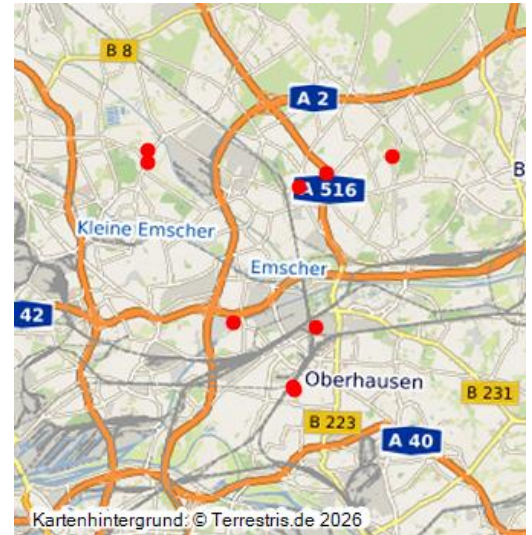 B 8
A 2
B
A 516
Kleine Emscher
Emscher
42
Oberhausen
B 231
B 223
A 40
Kartenhintergrund: © Terrestris.de 2026